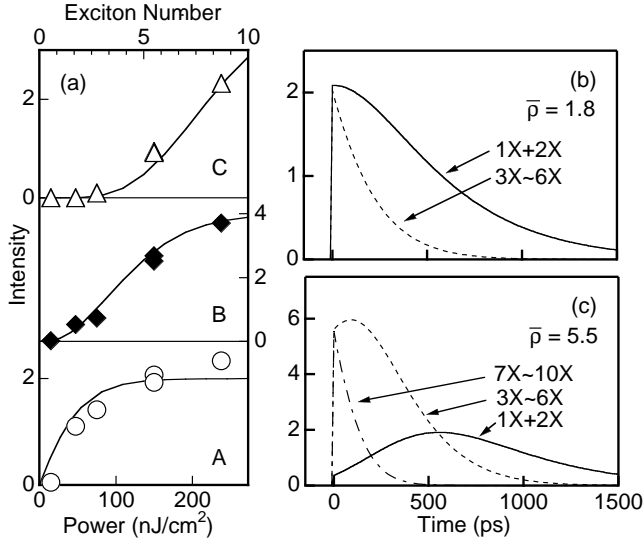 Exciton Number
0 5 10
(a)
2
0
C
4
2
0
B
2
0
A
Intensity
0 100 200
Power (nJ/cm²)
(b)
ρ̅ = 1.8
1X+2X
3X~6X
2
1
0
(c)
ρ̅ = 5.5
7X~10X
3X~6X
1X+2X
6
4
2
0
0 500 1000 1500
Time (ps)